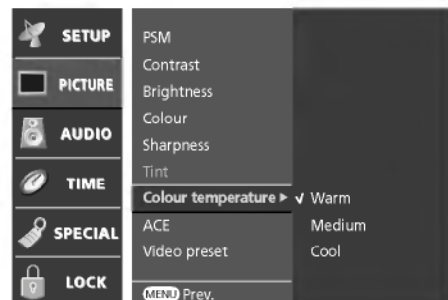 SETUP
PICTURE
AUDIO
TIME
SPECIAL
LOCK
PSM
Contrast
Brightness
Colour
Sharpness
Tint
Colour temperature ▶
ACE
Video preset
MENU Prev.
✓ Warm
Medium
Cool